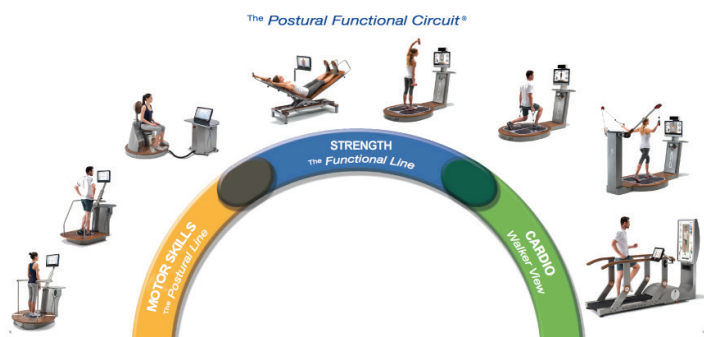 The Postural Functional Circuit®
STRENGTH
The Functional Line
MOTOR SKILLS
The Postural Line
CARDIO
Walker View